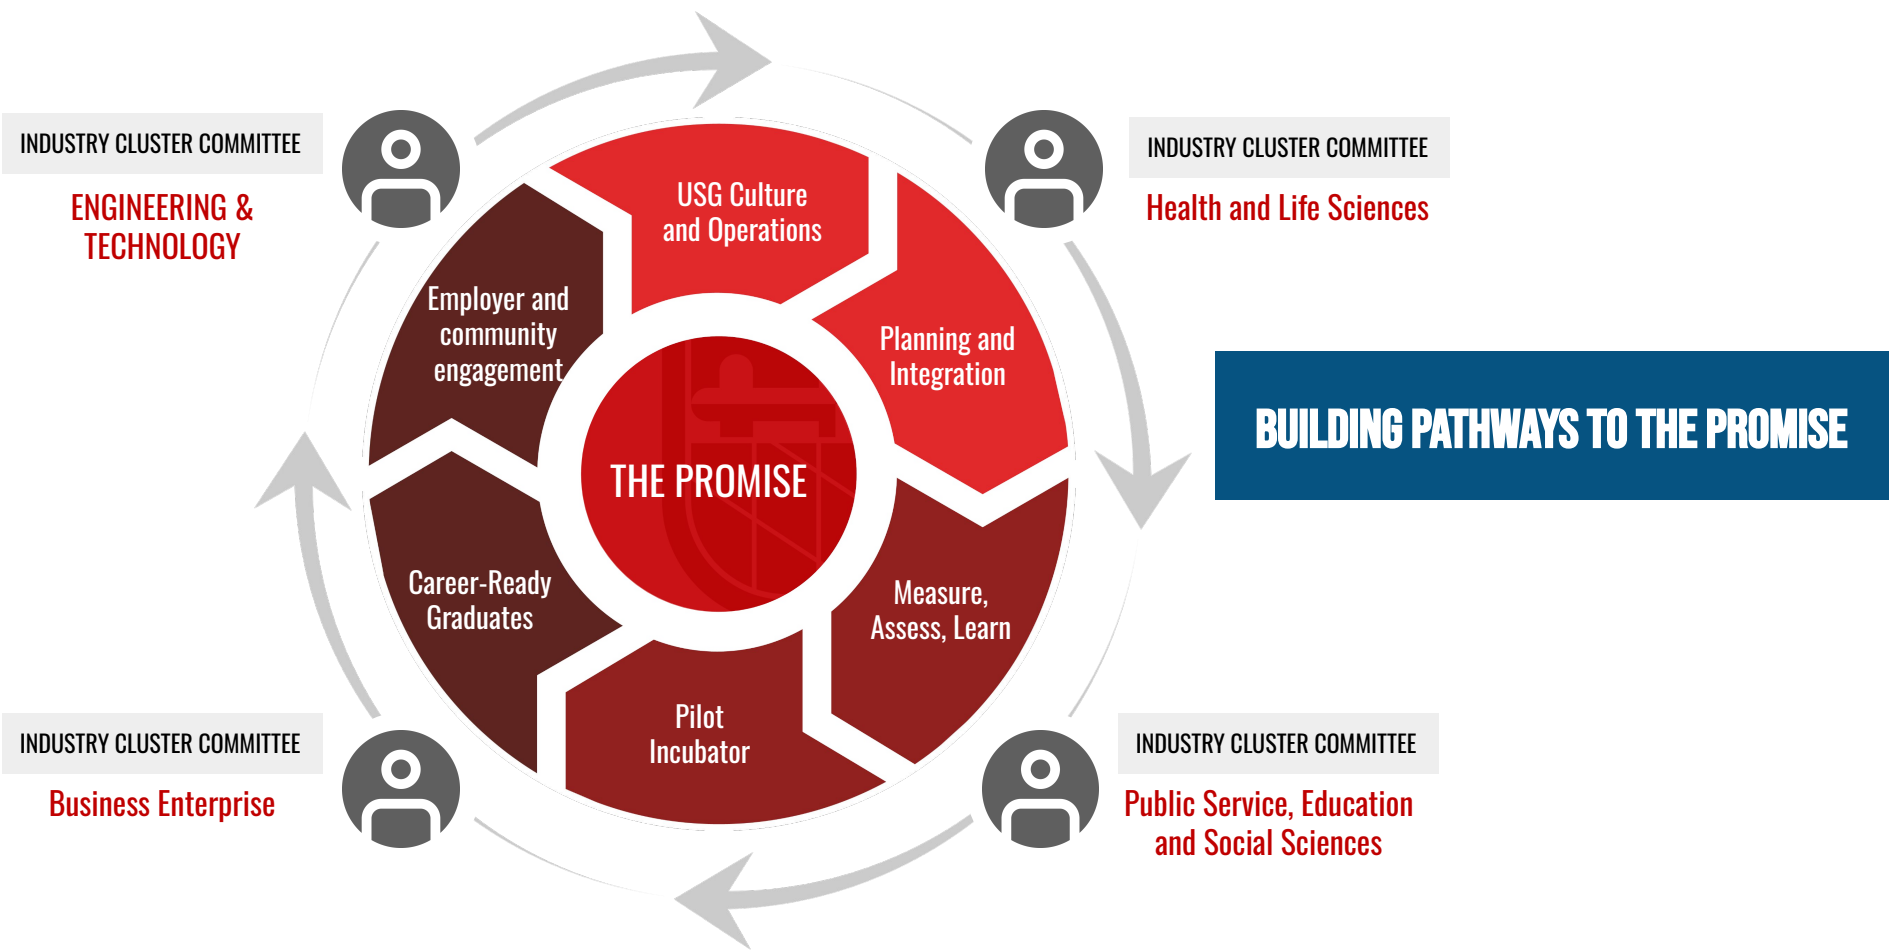 INDUSTRY CLUSTER COMMITTEE
ENGINEERING &
TECHNOLOGY
INDUSTRY CLUSTER COMMITTEE
Health and Life Sciences
USG Culture
and Operations
Employer and
community
engagement
Planning and
Integration
THE PROMISE
BUILDING PATHWAYS TO THE PROMISE
Career-Ready
Graduates
Measure,
Assess, Learn
Pilot
Incubator
INDUSTRY CLUSTER COMMITTEE
Business Enterprise
INDUSTRY CLUSTER COMMITTEE
Public Service, Education
and Social Sciences